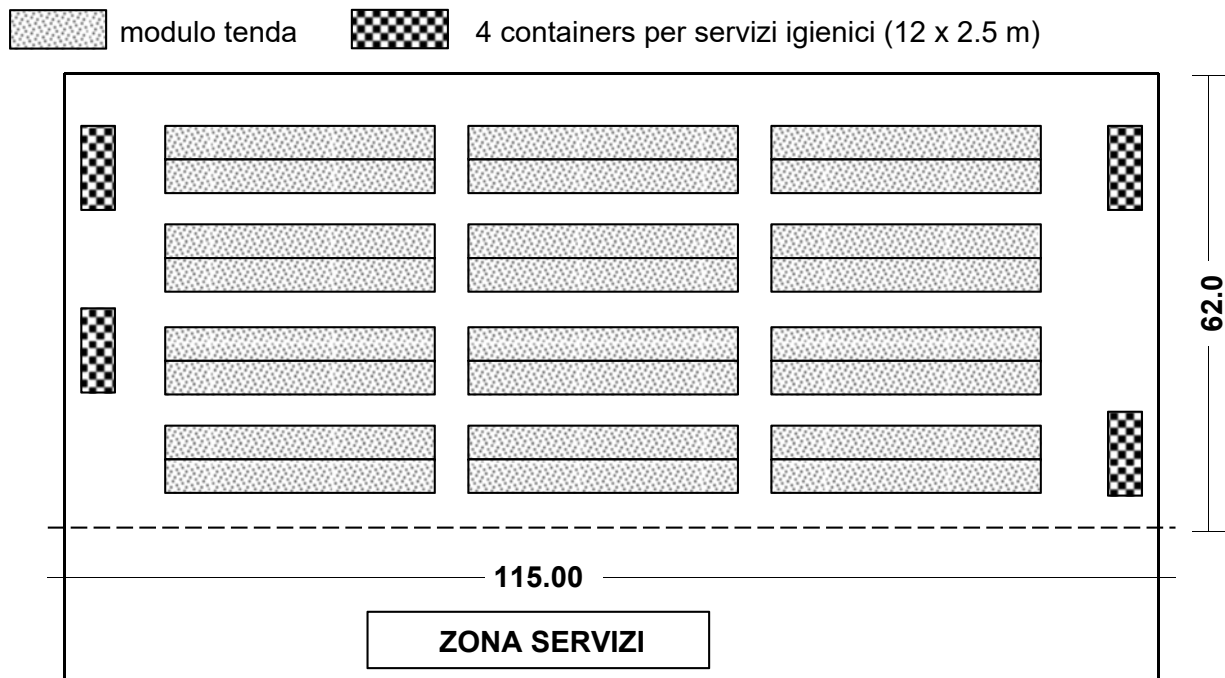 modulo tenda
4 containers per servizi igienici (12 x 2.5 m)
62.0
115.00
ZONA SERVIZI